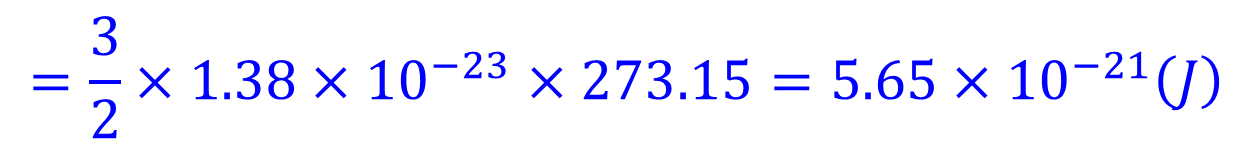 = 3/2 × 1.38 × 10⁻²³ × 273.15 = 5.65 × 10⁻²¹(J)